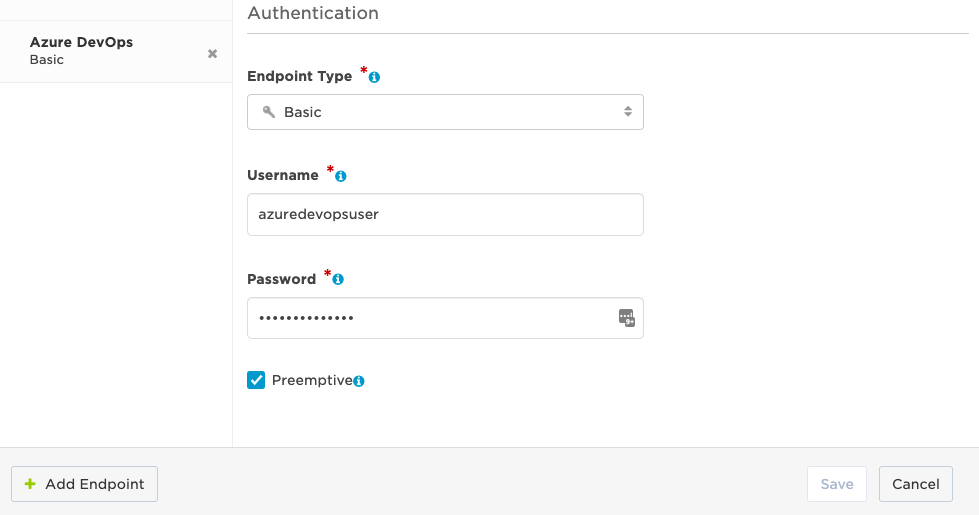 Authentication
Azure DevOps
Basic
Endpoint Type *
Basic
Username *
azuredevopsuser
Password *
••••••••••••••
Preemptive
Add Endpoint
Save
Cancel